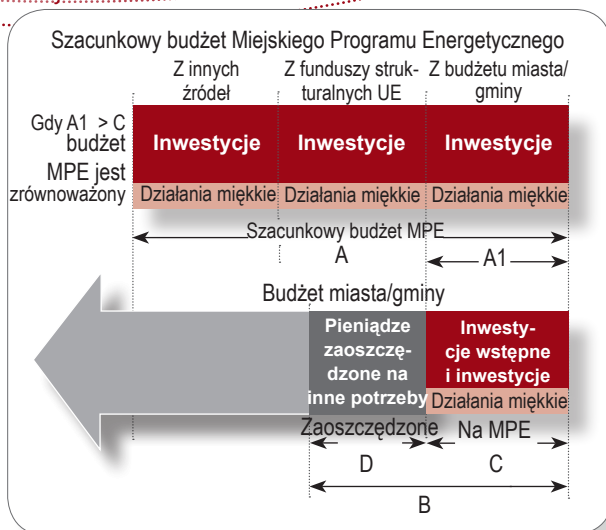 Szacunkowy budżet Miejskiego Programu Energetycznego
Z innych
źródeł
Z funduszy struk-
turalnych UE
Z budżetu miasta/
gminy
Gdy A1 > C
budżet
MPE jest
zrównoważony
Inwestycje
Inwestycje
Inwestycje
Działania miękkie
Działania miękkie
Działania miękkie
Szacunkowy budżet MPE
A
A1
Budżet miasta/gminy
Pieniądze
zaoszczę-
dzone na
inne potrzeby
Inwesty-
cje wstępne
i inwestycje
Działania miękkie
Zaoszczędzone
Na MPE
D
C
B